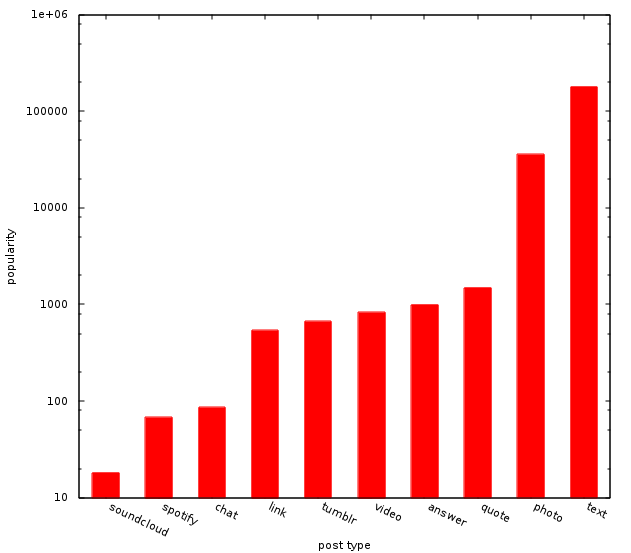 1e+06
100000
10000
1000
100
10
popularity
soundcloud
spotify
chat
link
tumblr
video
answer
quote
photo
text
post type